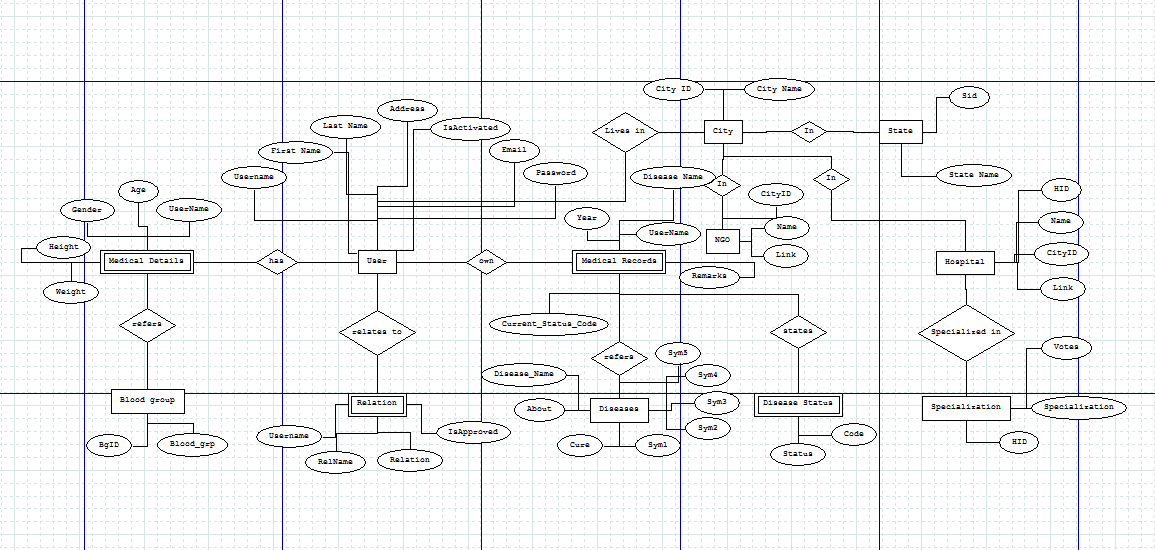 City ID
City Name
Sid
Address
Last Name
IsActivated
Lives in
City
In
State
First Name
Email
Username
Password
Disease Name
In
In
State Name
Age
CityID
HID
Gender
UserName
Year
Name
Name
UserName
NGO
Height
Medical Details
has
User
own
Medical Records
Link
Hospital
CityID
Remarks
Weight
Link
refers
relates to
Current_Status_Code
states
Specialized in
refers
Sym5
Votes
Disease_Name
Sym4
Blood group
Relation
About
Diseases
Sym3
Disease Status
Specialization
Specialization
Sym2
Username
IsApproved
Code
BgID
Blood_grp
Cure
Sym1
HID
RelName
Relation
Status